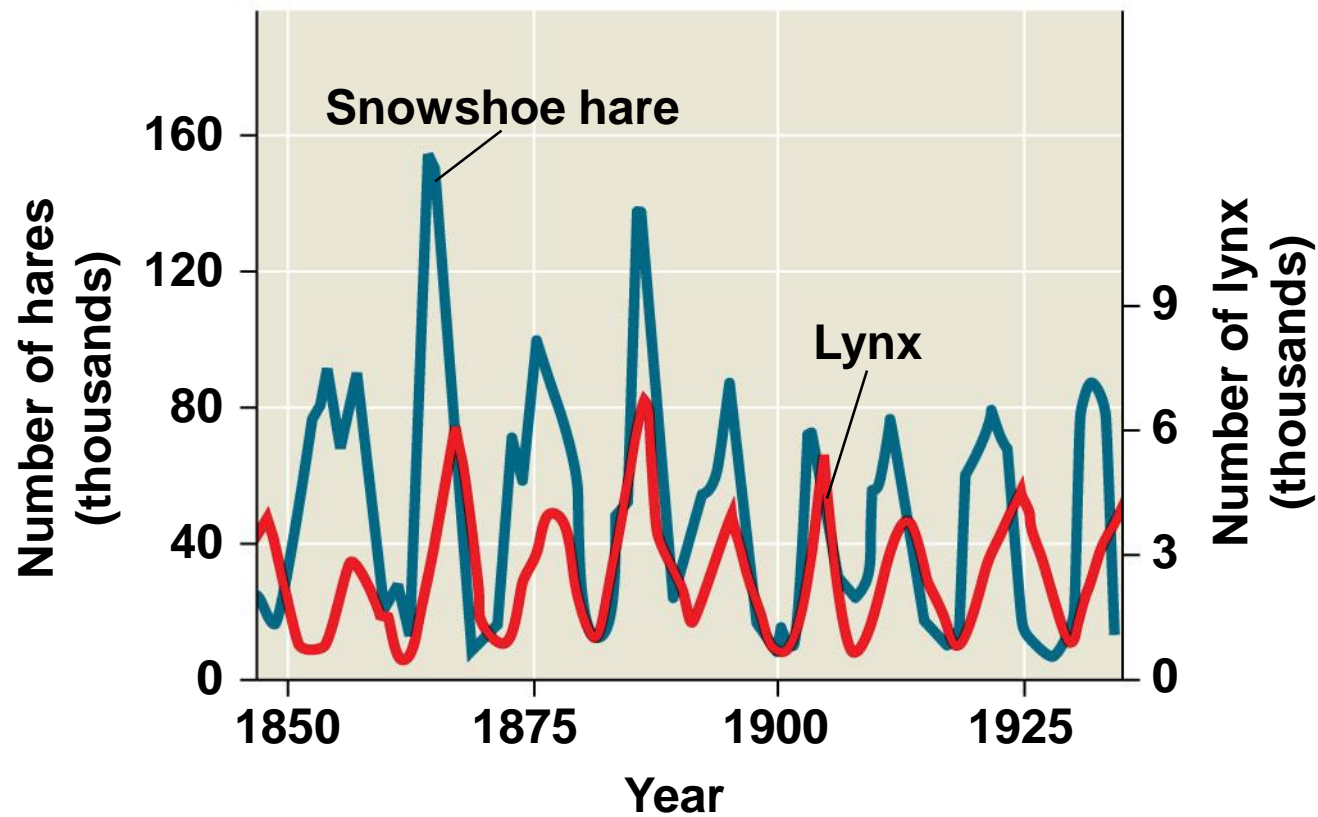 Snowshoe hare
160
120
80
40
0
Number of hares
(thousands)
Lynx
9
6
3
0
Number of lynx
(thousands)
1850
1875
1900
1925
Year